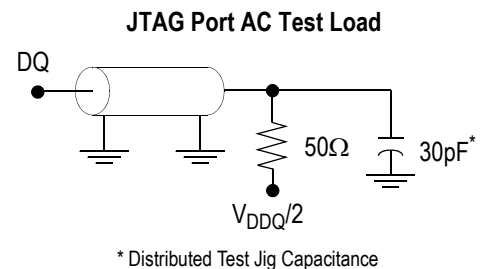 JTAG Port AC Test Load
DQ
50Ω
30pF*
VDDQ/2
* Distributed Test Jig Capacitance